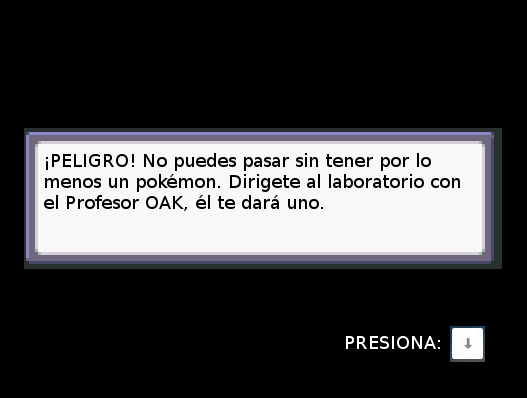 ¡PELIGRO! No puedes pasar sin tener por lo
menos un pokémon. Dirigete al laboratorio con
el Profesor OAK, él te dará uno.
PRESIONA: ⬇